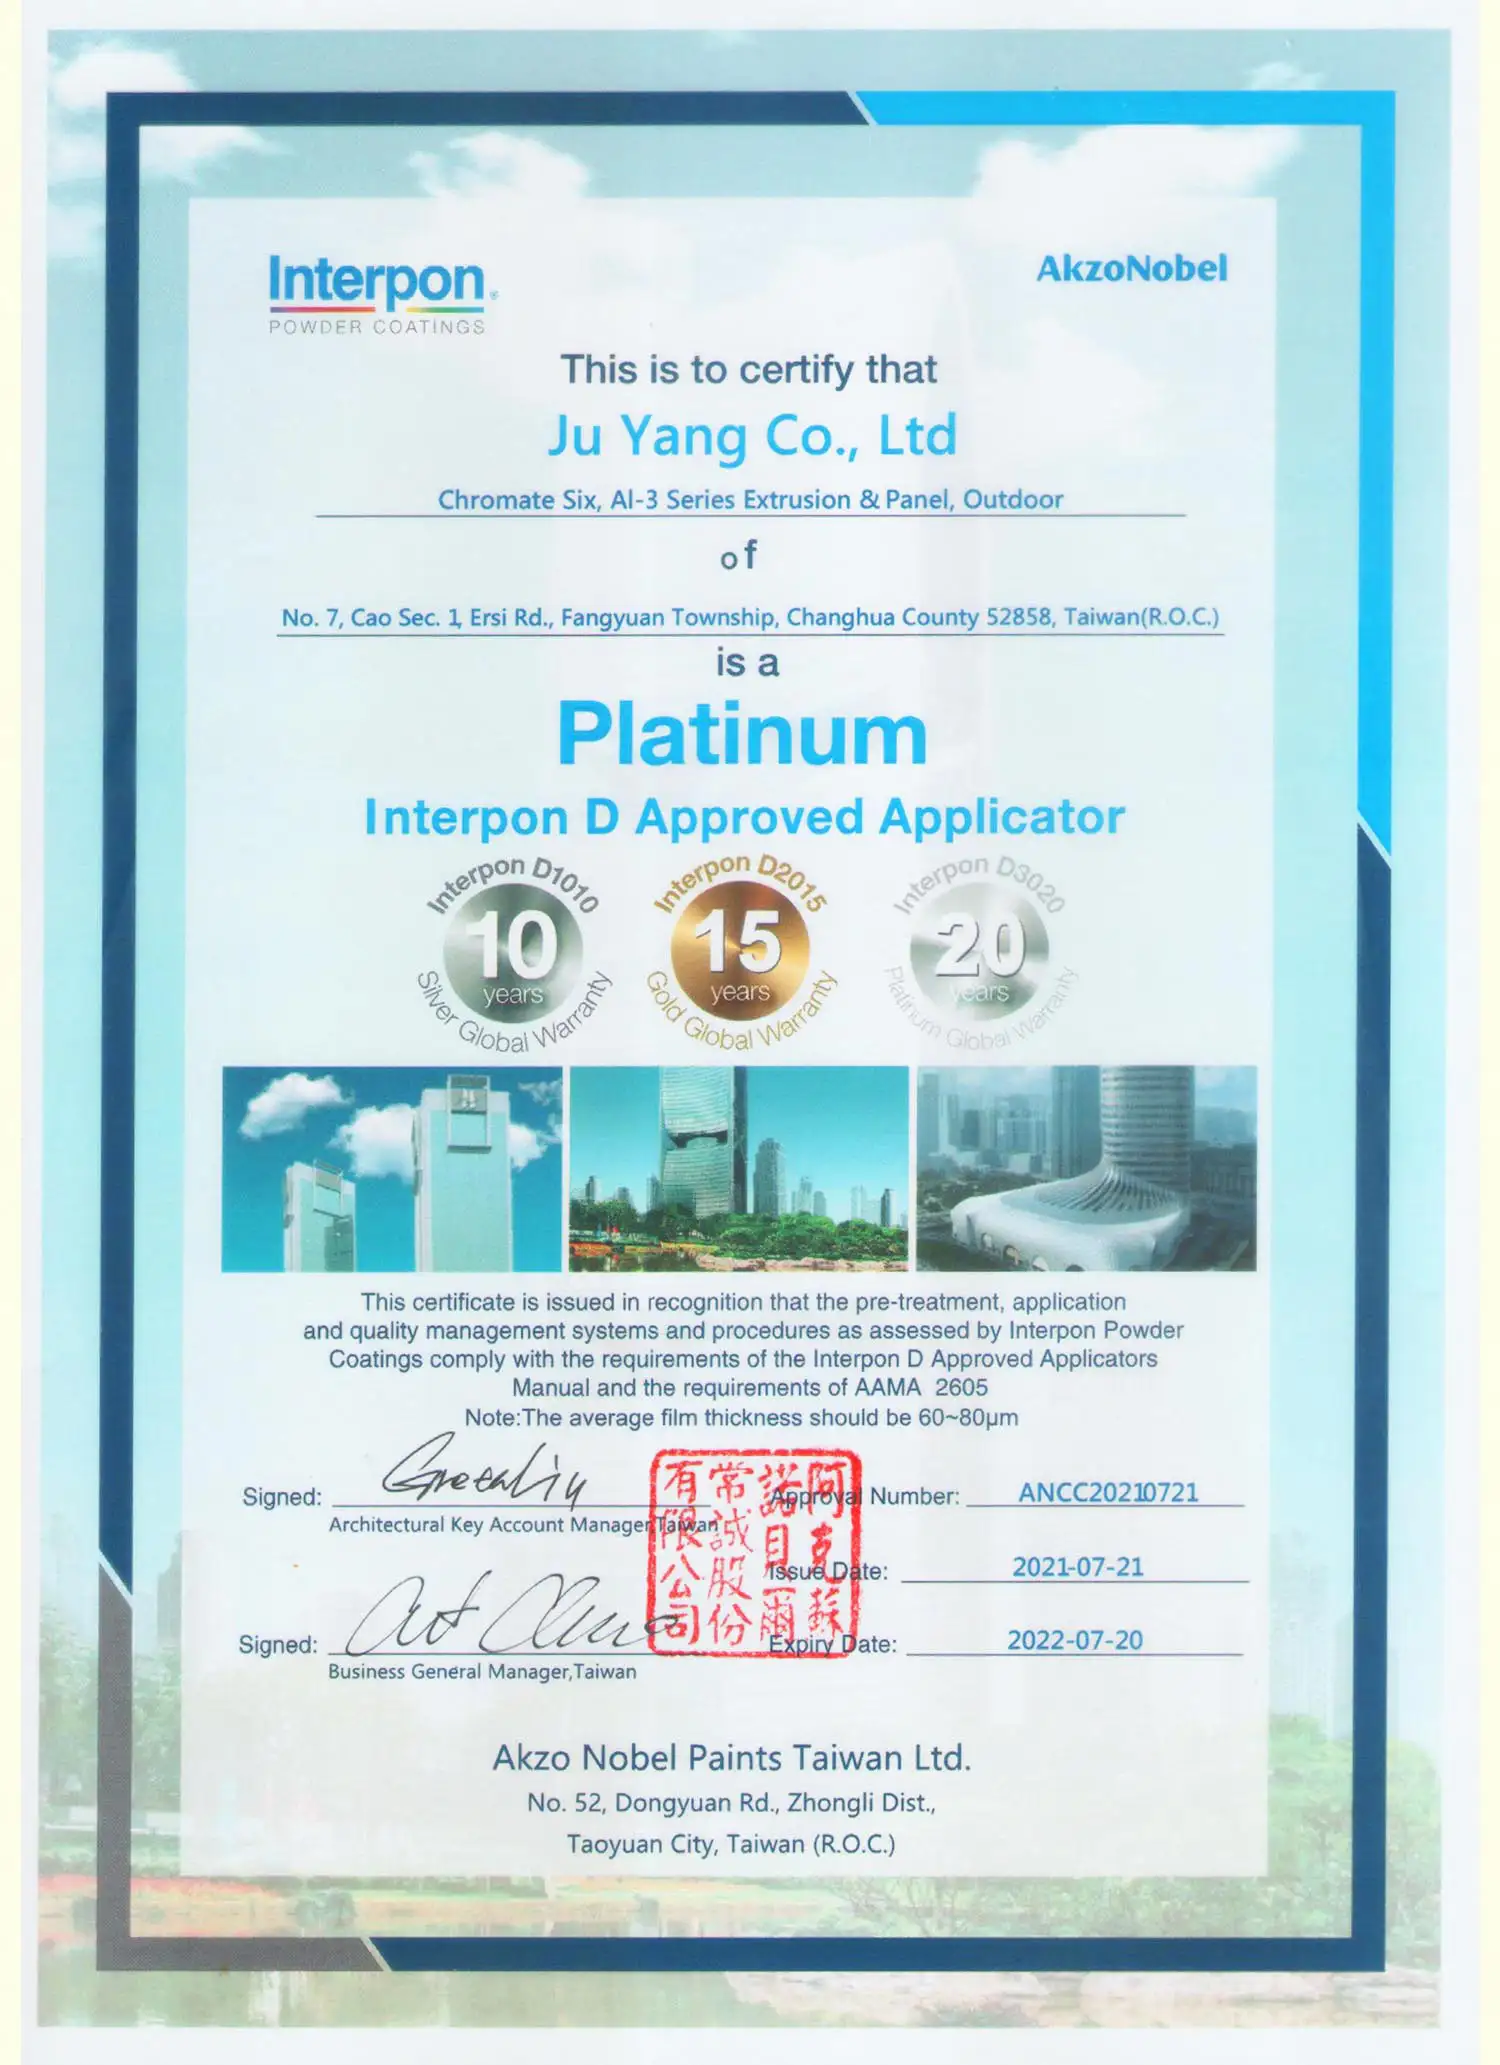 Interpon®
POWDER COATINGS
AkzoNobel
This is to certify that
Ju Yang Co., Ltd
Chromate Six, Al-3 Series Extrusion & Panel, Outdoor
of
No. 7, Cao Sec. 1, Ersi Rd., Fangyuan Township, Changhua County 52858, Taiwan(R.O.C.)
is a
Platinum
Interpon D Approved Applicator
Interpon D1010
10
years
Silver Global Warranty
Interpon D2015
15
years
Gold Global Warranty
Interpon D3020
20
years
Platinum Global Warranty
This certificate is issued in recognition that the pre-treatment, application
and quality management systems and procedures as assessed by Interpon Powder
Coatings comply with the requirements of the Interpon D Approved Applicators
Manual and the requirements of AAMA 2605
Note:The average film thickness should be 60~80μm
Signed:
Architectural Key Account Manager,Taiwan
Signed:
Business General Manager,Taiwan
阿克蘇
諾貝爾
常誠股份
有限公司
Approval Number: ANCC20210721
Issue Date: 2021-07-21
Expiry Date: 2022-07-20
Akzo Nobel Paints Taiwan Ltd.
No. 52, Dongyuan Rd., Zhongli Dist.,
Taoyuan City, Taiwan (R.O.C.)